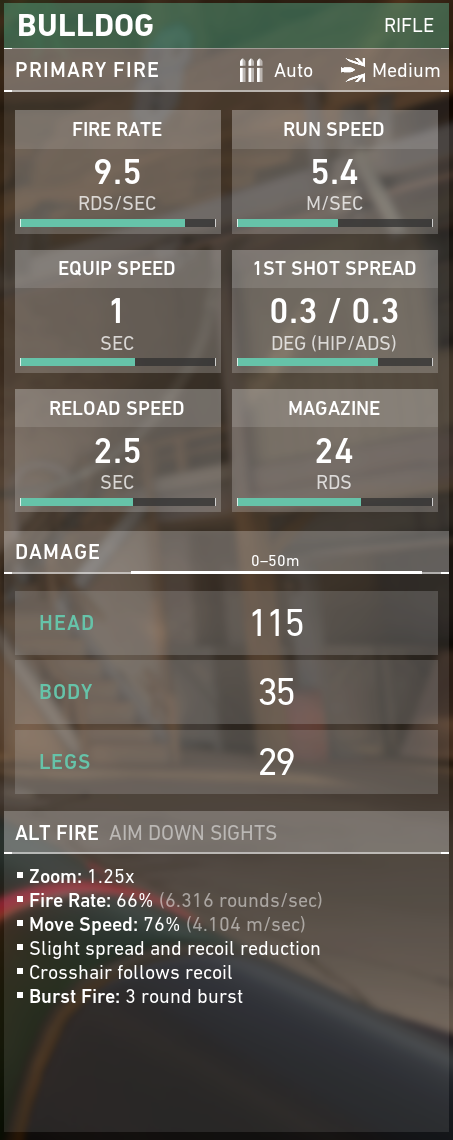 BULLDOG RIFLE
PRIMARY FIRE Auto Medium
FIRE RATE RUN SPEED
9.5 5.4
RDS/SEC M/SEC
EQUIP SPEED 1ST SHOT SPREAD
1 0.3 / 0.3
SEC DEG (HIP/ADS)
RELOAD SPEED MAGAZINE
2.5 24
SEC RDS
DAMAGE 0–50m
HEAD 115
BODY 35
LEGS 29
ALT FIRE AIM DOWN SIGHTS
▪ Zoom: 1.25x
▪ Fire Rate: 66% (6.316 rounds/sec)
▪ Move Speed: 76% (4.104 m/sec)
▪ Slight spread and recoil reduction
▪ Crosshair follows recoil
▪ Burst Fire: 3 round burst